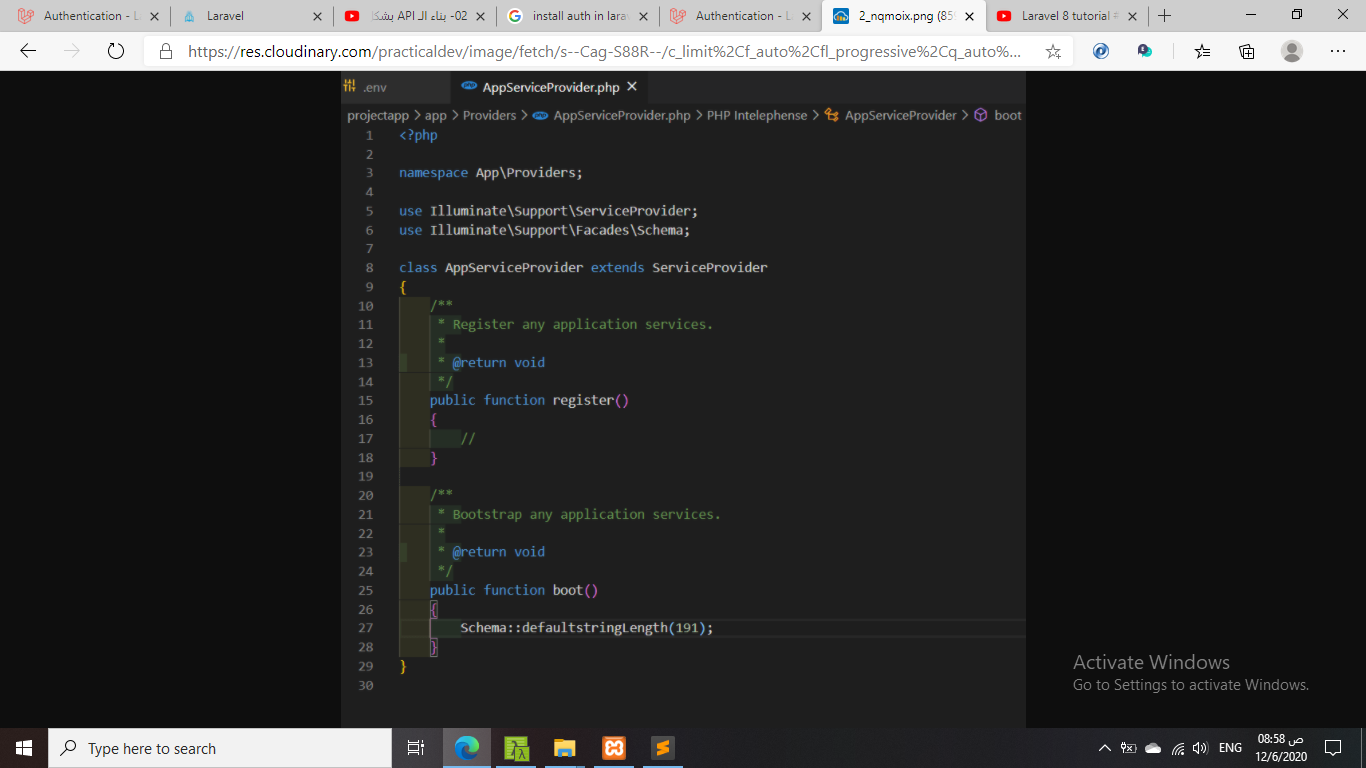 Authentication - La
Laravel
02- بناء ال API بشكل
install auth in larav
Authentication - La
2_nqmoix.png (859
Laravel 8 tutorial #
https://res.cloudinary.com/practicaldev/image/fetch/s--Cag-S88R--/c_limit%2Cf_auto%2Cfl_progressive%2Cq_auto%...
.env
AppServiceProvider.php
projectapp > app > Providers > AppServiceProvider.php > PHP Intelephense > AppServiceProvider > boot
1 <?php
2
3 namespace App\Providers;
4
5 use Illuminate\Support\ServiceProvider;
6 use Illuminate\Support\Facades\Schema;
7
8 class AppServiceProvider extends ServiceProvider
9 {
10 /**
11 * Register any application services.
12 *
13 * @return void
14 */
15 public function register()
16 {
17 //
18 }
19
20 /**
21 * Bootstrap any application services.
22 *
23 * @return void
24 */
25 public function boot()
26 {
27 Schema::defaultstringLength(191);
28 }
29 }
30
Activate Windows
Go to Settings to activate Windows.
Type here to search
ENG
08:58 ص
12/6/2020